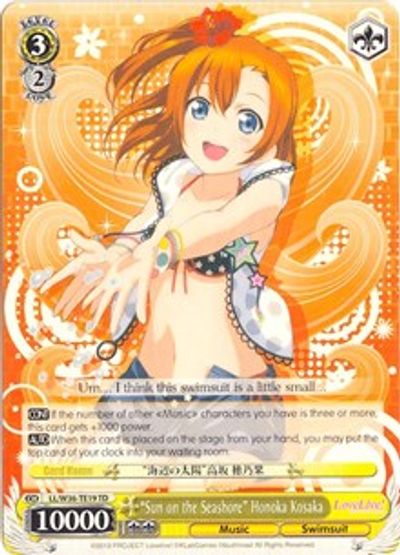 LEVEL
3
2
COST
Um... I think this swimsuit is a little small...
CONT If the number of other «Music» characters you have is three or more, this card gets +1000 power.
AUTO When this card is placed on the stage from your hand, you may put the top card of your clock into your waiting room.
Card Name "海辺の太陽"高坂 穂乃果
LL/W36-TE19 TD
"Sun on the Seashore" Honoka Kosaka
LoveLive!
10000
Music
Swimsuit